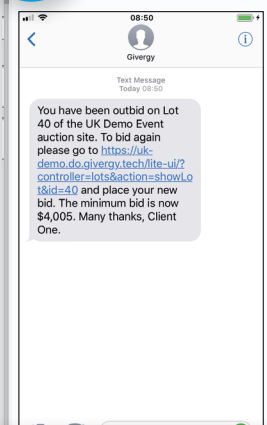 08:50
Givergy
Text Message
Today 08:50
You have been outbid on Lot
40 of the UK Demo Event
auction site. To bid again
please go to https://uk-
demo.do.givergy.tech/lite-ui/?
controller=lots&action=showLo
t&id=40 and place your new
bid. The minimum bid is now
$4,005. Many thanks, Client
One.